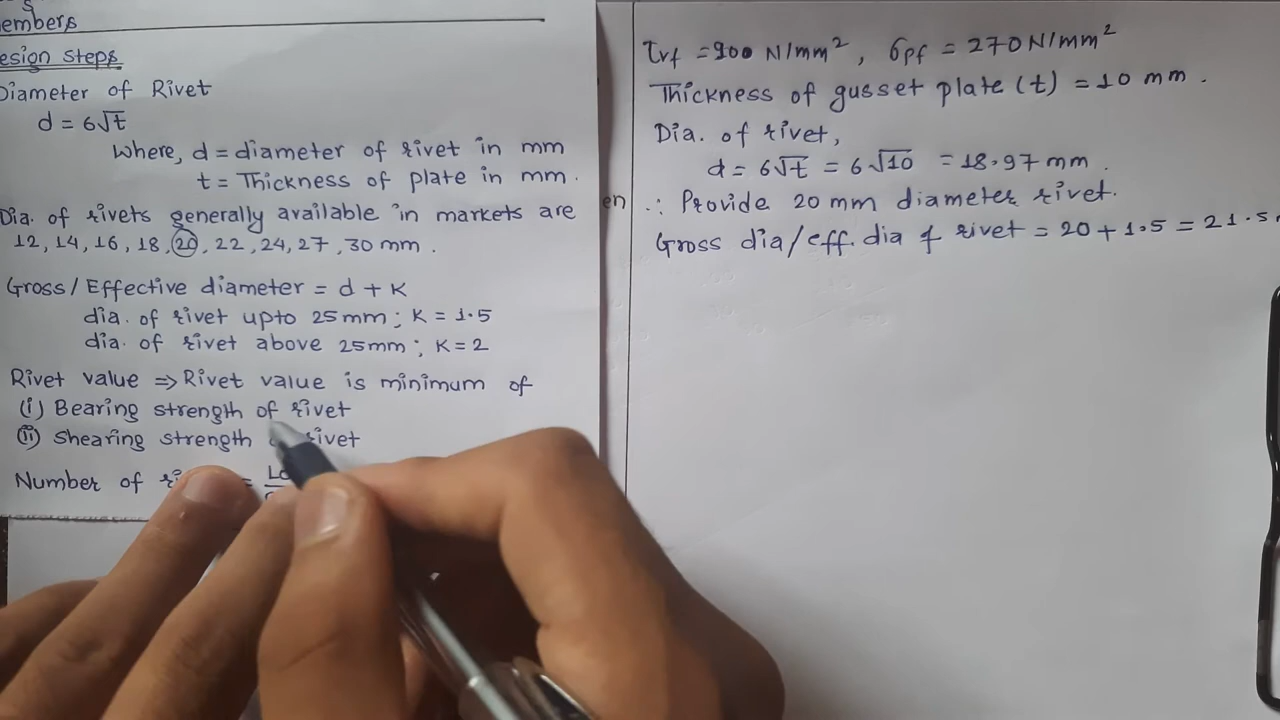 embers
esign Steps
Diameter of Rivet
d = 6√t
Where, d = diameter of rivet in mm
t = Thickness of plate in mm.
Dia. of rivets generally available in markets are
12, 14, 16, 18, 20, 22, 24, 27, 30 mm.
Gross/Effective diameter = d + K
dia. of rivet upto 25mm; K = 1.5
dia. of rivet above 25mm; K = 2
Rivet value => Rivet value is minimum of
(i) Bearing strength of rivet
(ii) Shearing strength rivet
Number of =
en
τvf = 100 N/mm², σpf = 270 N/mm²
Thickness of gusset plate (t) = 10 mm.
Dia. of rivet,
d = 6√t = 6√10 = 18.97 mm.
∴ Provide 20 mm diameter rivet.
Gross dia/eff. dia of rivet = 20 + 1.5 = 21.5